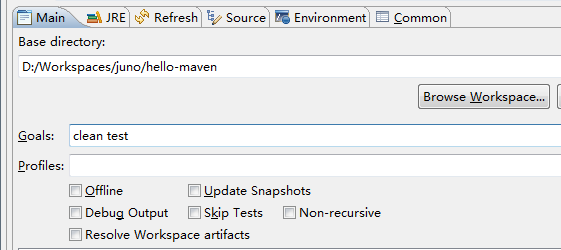 Main JRE Refresh Source Environment Common
Base directory:
D:/Workspaces/juno/hello-maven
Browse Workspace...
Goals: clean test
Profiles:
Offline Update Snapshots
Debug Output Skip Tests Non-recursive
Resolve Workspace artifacts